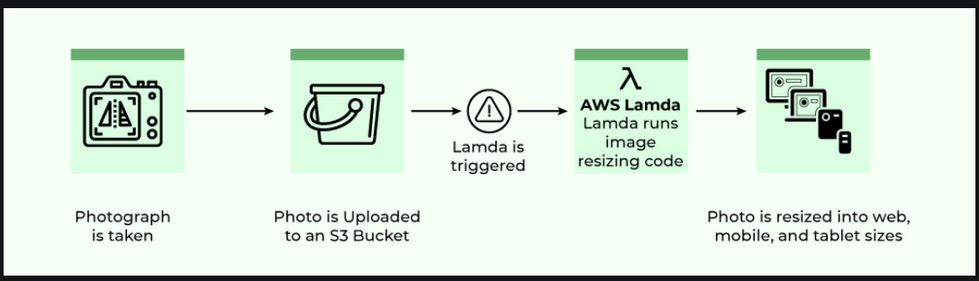 Photograph
is taken
Photo is Uploaded
to an S3 Bucket
Lamda is
triggered
λ
AWS Lamda
Lamda runs
image
resizing code
Photo is resized into web,
mobile, and tablet sizes